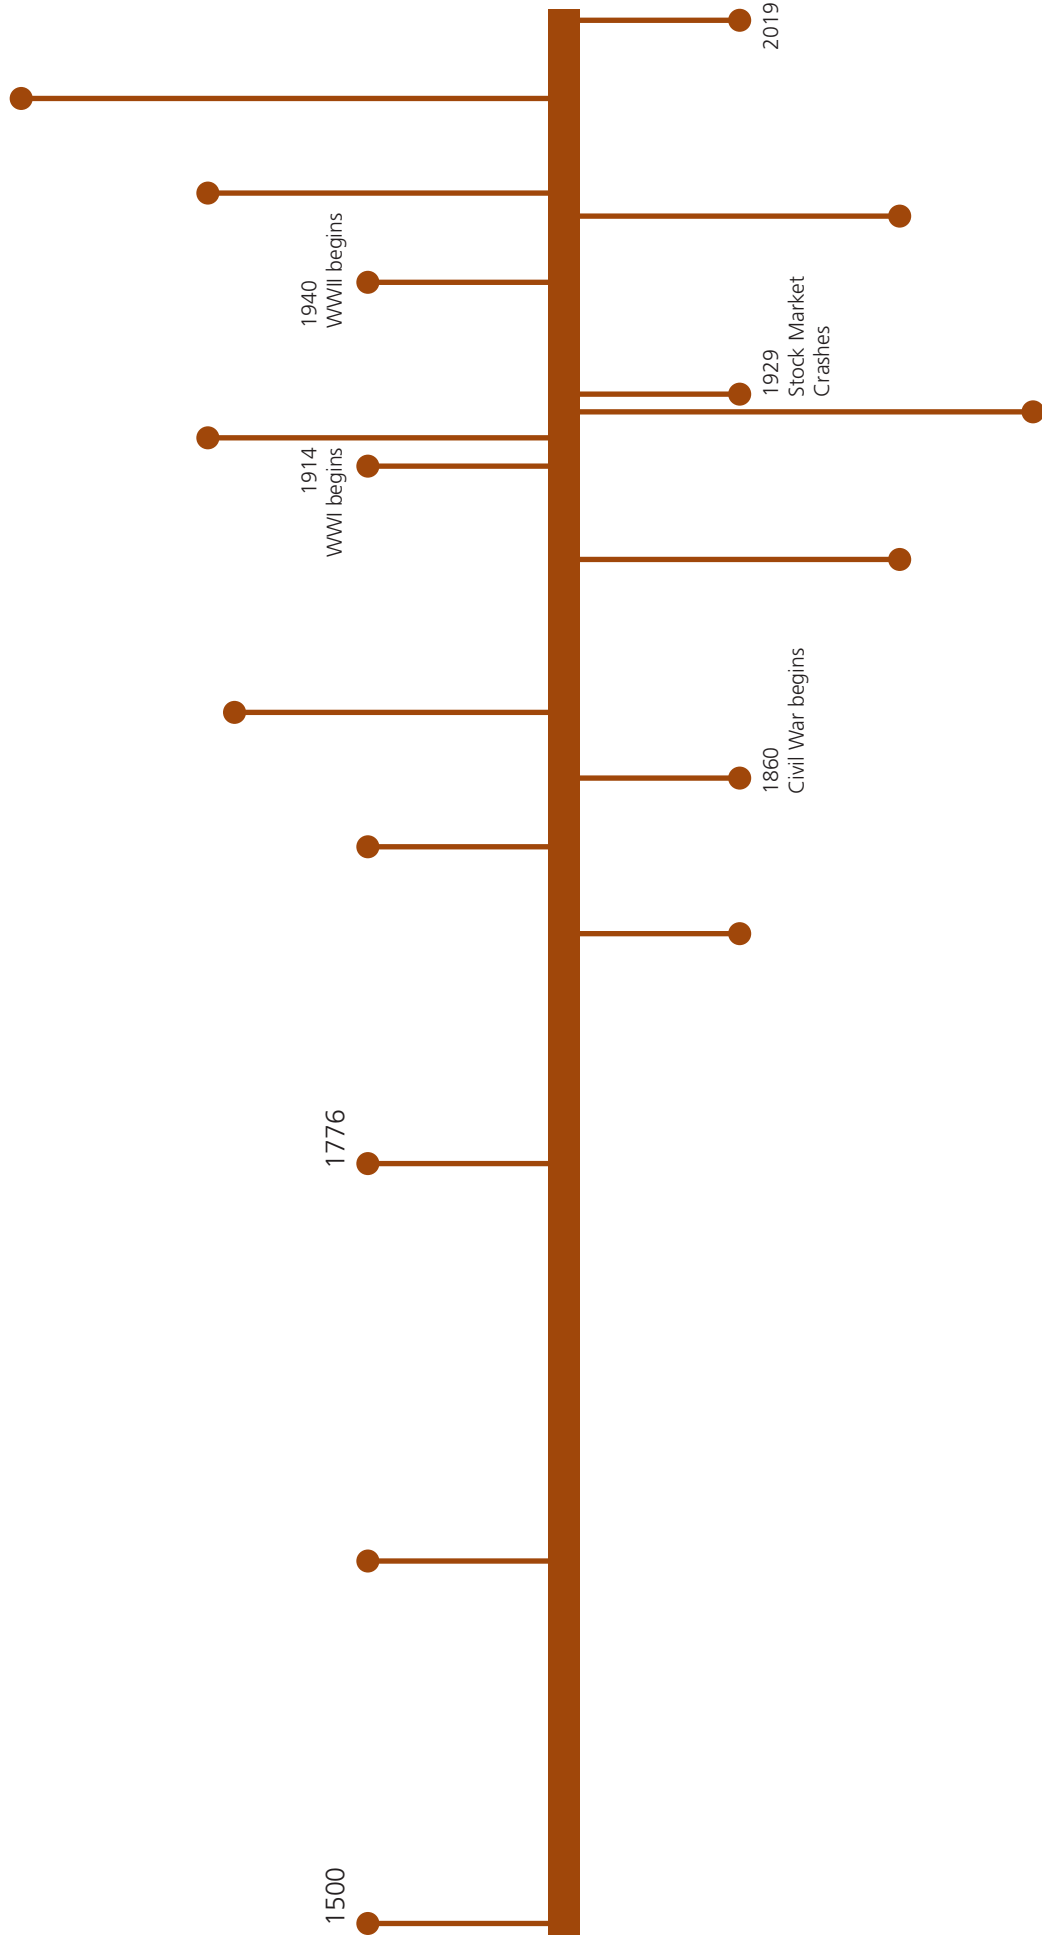 1500
1776
1860
Civil War begins
1914
WWI begins
1929
Stock Market
Crashes
1940
WWII begins
2019